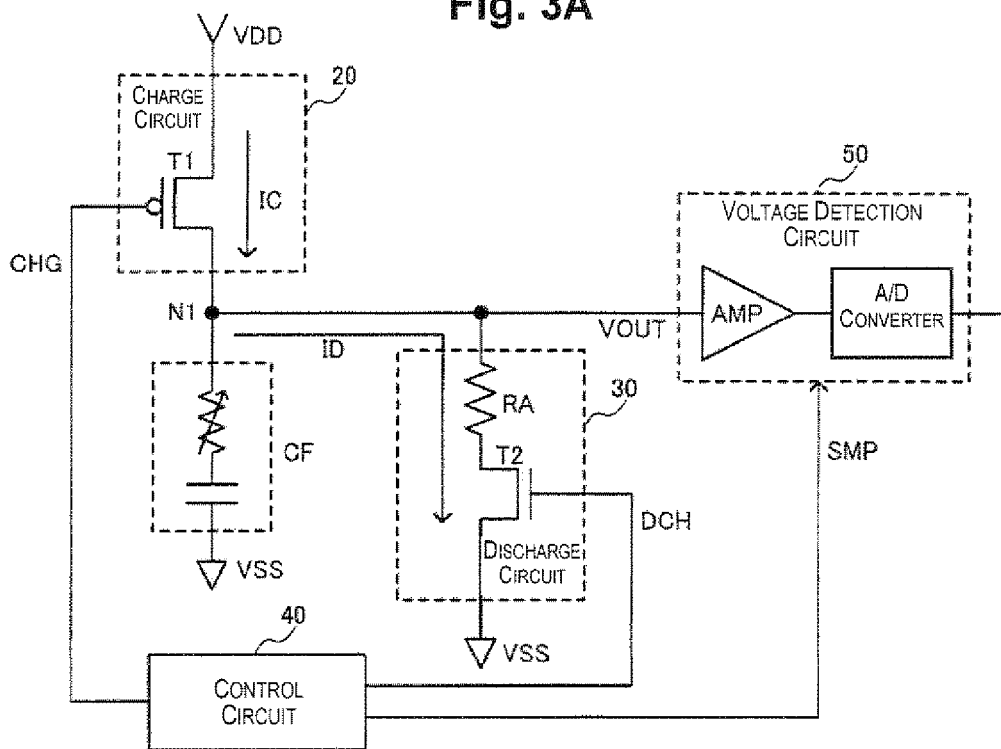 Fig. 3A
VDD
20
CHARGE
CIRCUIT
T1
IC
50
VOLTAGE DETECTION
CIRCUIT
CHG
N1
AMP
A/D
CONVERTER
VOUT
ID
RA
30
CF
T2
SMP
DCH
DISCHARGE
CIRCUIT
VSS
40
VSS
CONTROL
CIRCUIT